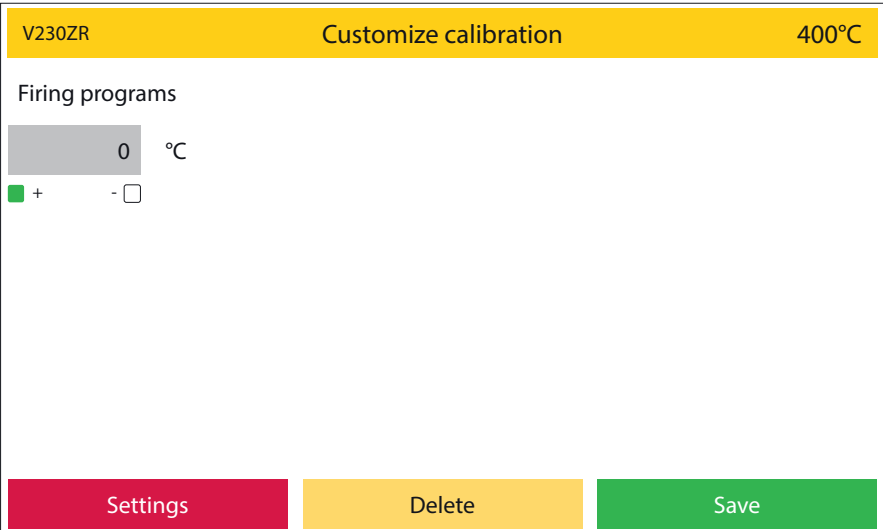 V230ZR Customize calibration 400°C
Firing programs
0 °C
+ -
Settings Delete Save